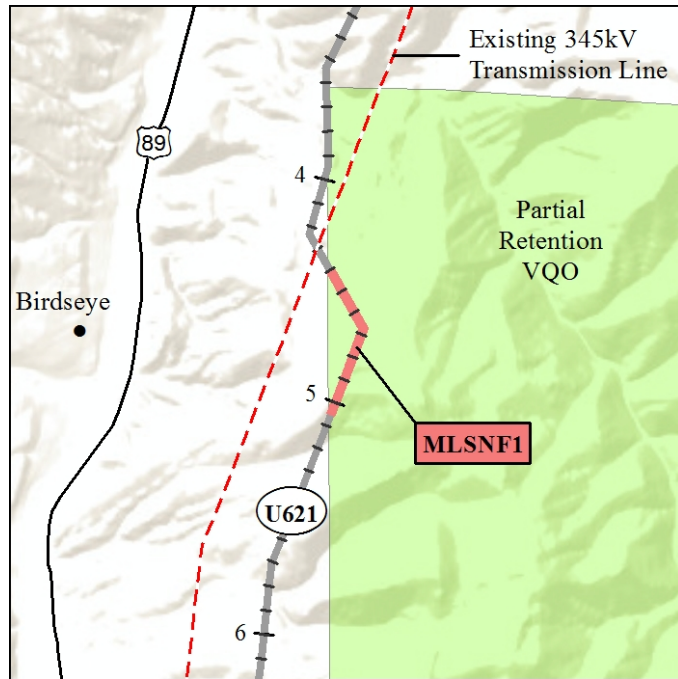 Existing 345kV
Transmission Line
89
4
Partial
Retention
VQO
Birdseye
5
MLSNF1
U621
6